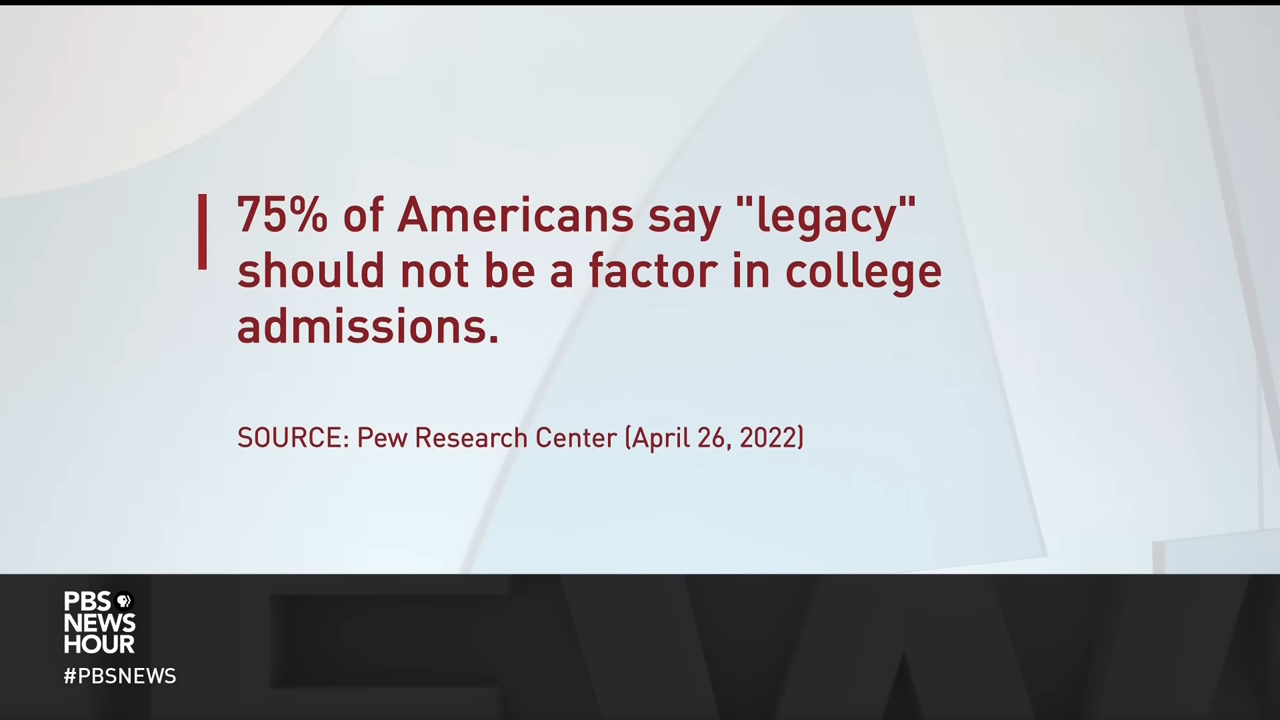 75% of Americans say "legacy"
should not be a factor in college
admissions.
SOURCE: Pew Research Center (April 26, 2022)
PBS
NEWS
HOUR
#PBSNEWS